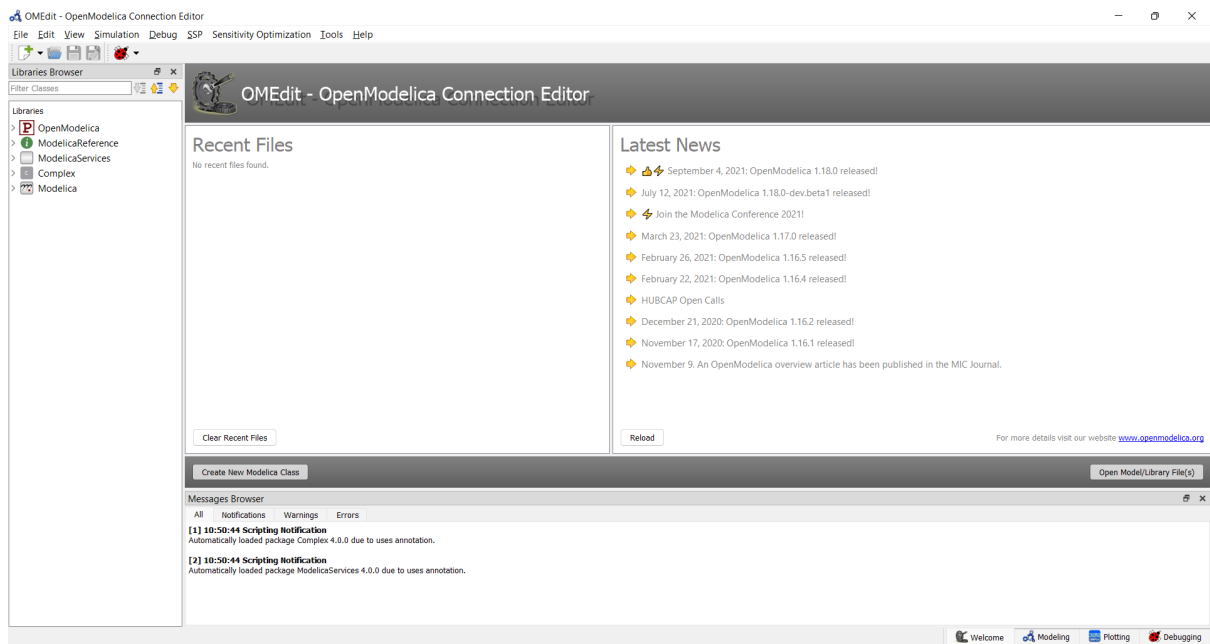 OMEdit - OpenModelica Connection Editor
File Edit View Simulation Debug SSP Sensitivity Optimization Tools Help
Libraries Browser
Filter Classes
Libraries
OpenModelica
ModelicaReference
ModelicaServices
Complex
Modelica
OMEdit - OpenModelica Connection Editor
Recent Files
No recent files found.
Clear Recent Files
Latest News
September 4, 2021: OpenModelica 1.18.0 released!
July 12, 2021: OpenModelica 1.18.0-dev.beta1 released!
Join the Modelica Conference 2021!
March 23, 2021: OpenModelica 1.17.0 released!
February 26, 2021: OpenModelica 1.16.5 released!
February 22, 2021: OpenModelica 1.16.4 released!
HUBCAP Open Calls
December 21, 2020: OpenModelica 1.16.2 released!
November 17, 2020: OpenModelica 1.16.1 released!
November 9. An OpenModelica overview article has been published in the MIC Journal.
Reload
For more details visit our website www.openmodelica.org
Create New Modelica Class
Open Model/Library File(s)
Messages Browser
All Notifications Warnings Errors
[1] 10:50:44 Scripting Notification
Automatically loaded package Complex 4.0.0 due to uses annotation.
[2] 10:50:44 Scripting Notification
Automatically loaded package ModelicaServices 4.0.0 due to uses annotation.
Welcome Modeling Plotting Debugging